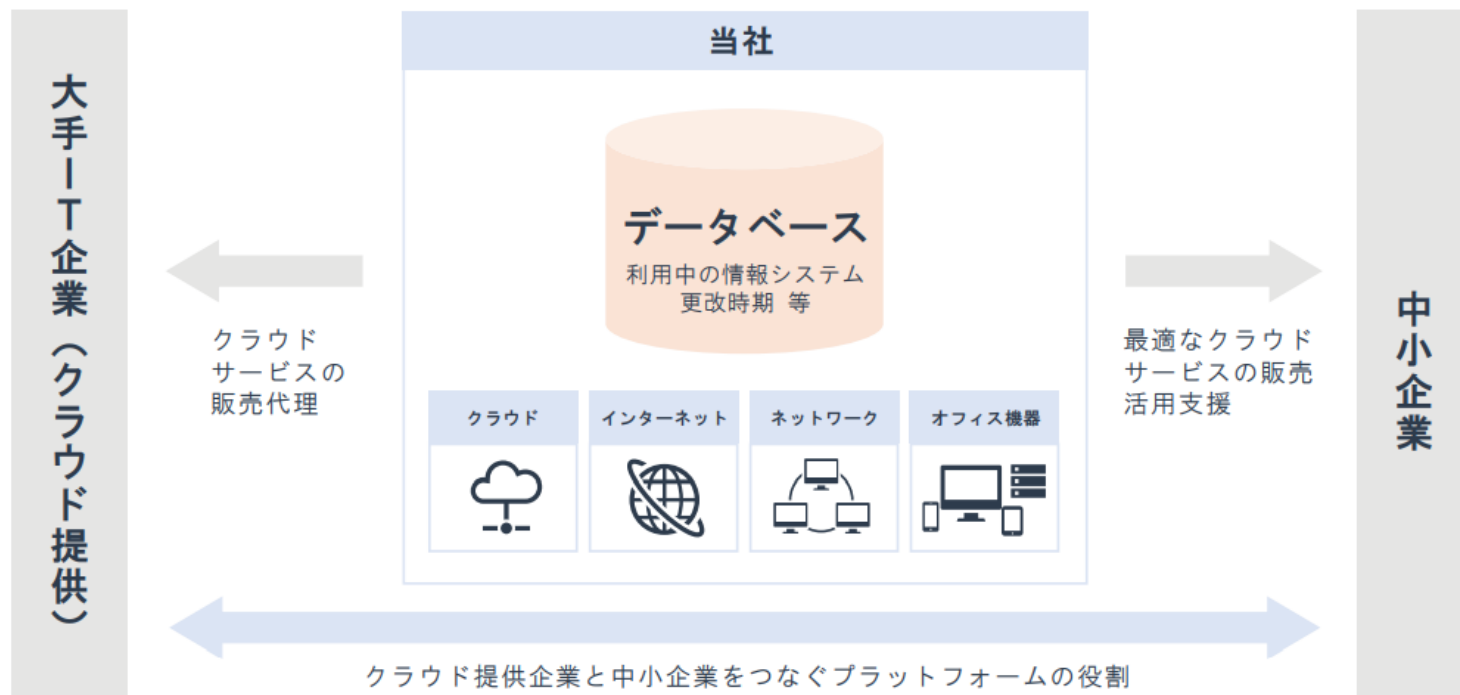 当社
大手IT企業（クラウド提供）
データベース
利用中の情報システム
更改時期 等
クラウド
サービスの
販売代理
最適なクラウド
サービスの販売
活用支援
中小企業
クラウド
インターネット
ネットワーク
オフィス機器
クラウド提供企業と中小企業をつなぐプラットフォームの役割